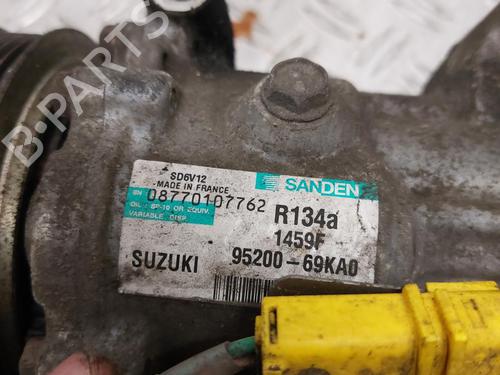 B-PARTS
SD6V12
MADE IN FRANCE
SANDEN
SN 08770107762
OIL : SP-10 OR EQUIV.
VARIABLE DISP.
R134a
1459F
SUZUKI 95200-69KA0